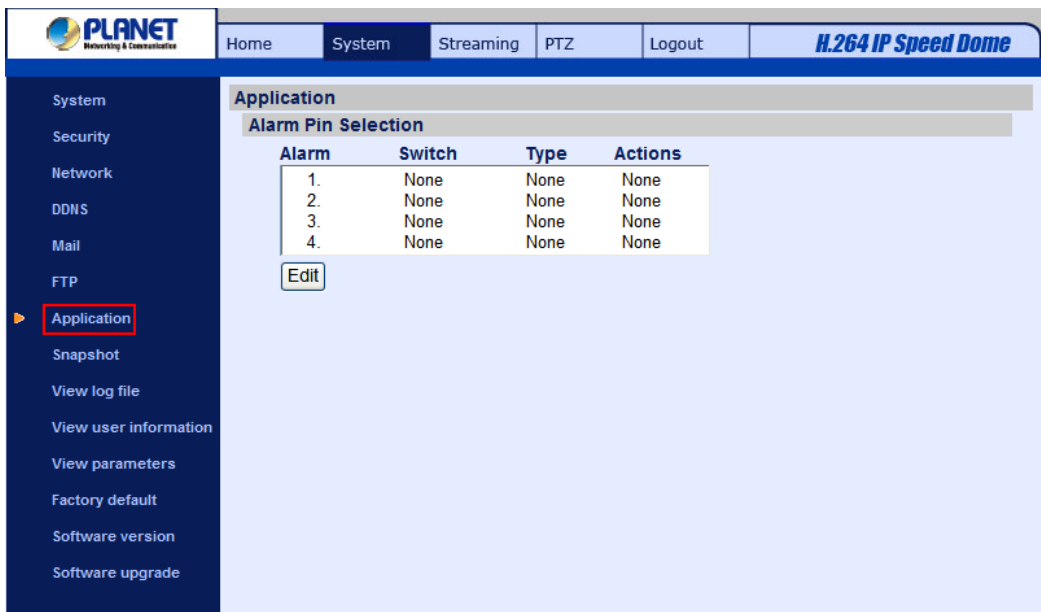 PLANET
Networking & Communication
Home System Streaming PTZ Logout H.264 IP Speed Dome
System
Security
Network
DDNS
Mail
FTP
Application
Snapshot
View log file
View user information
View parameters
Factory default
Software version
Software upgrade
Application
Alarm Pin Selection
Alarm Switch Type Actions
1. None None None
2. None None None
3. None None None
4. None None None
Edit